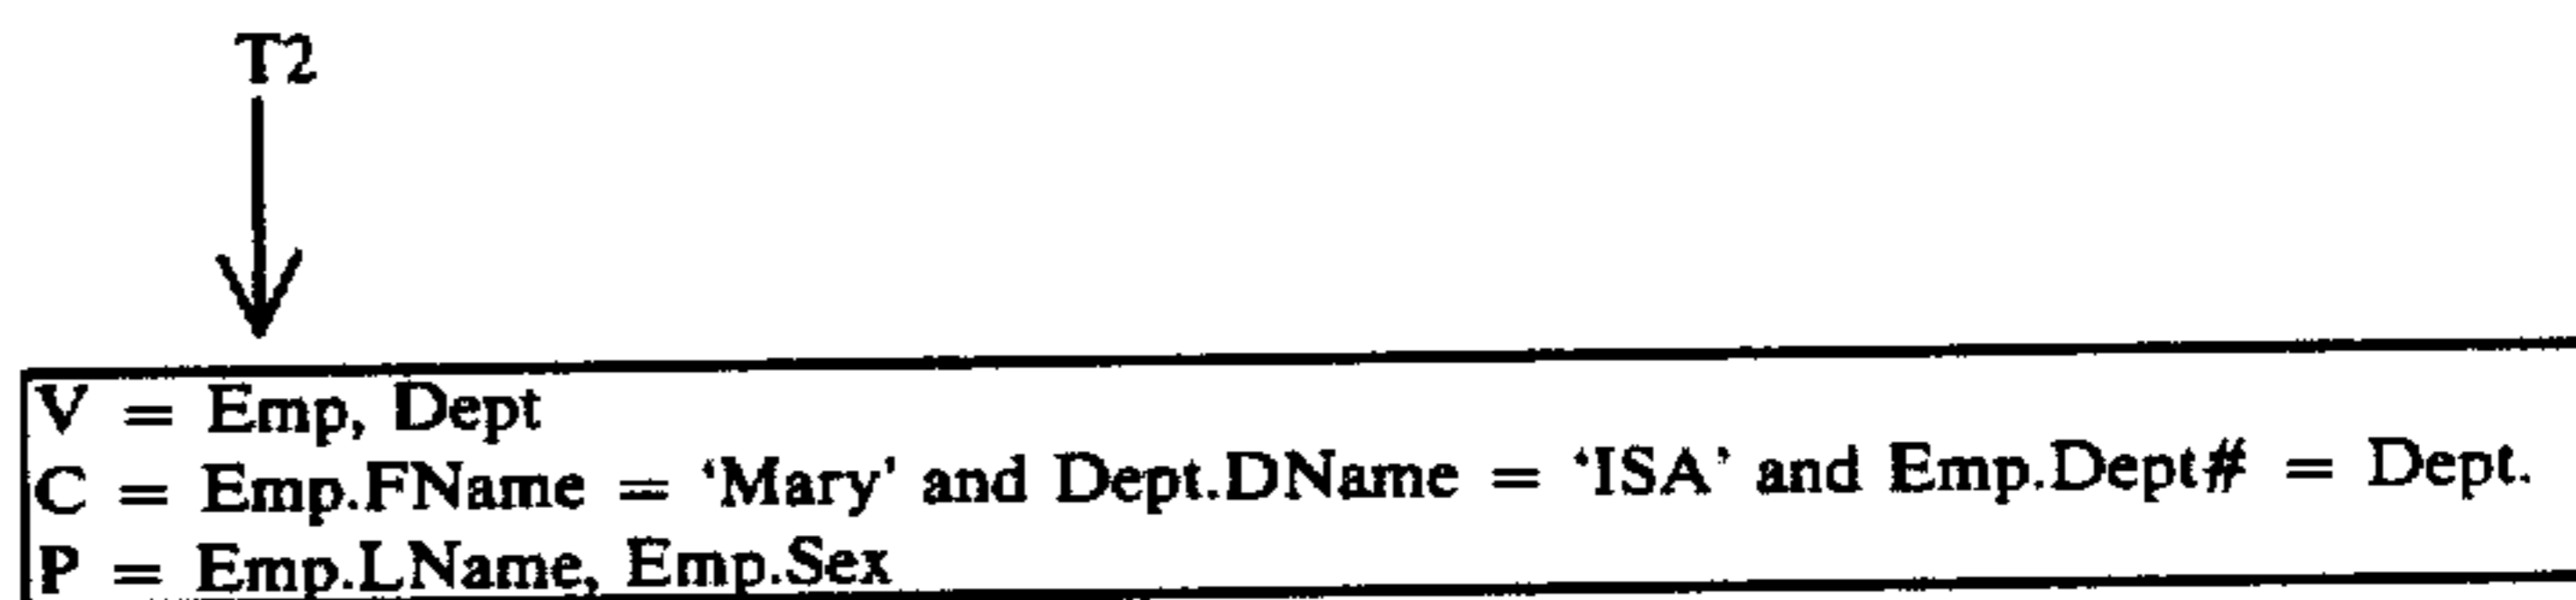 T2
V = Emp, Dept
C = Emp.FName = ‘Mary’ and Dept.DName = ‘ISA’ and Emp.Dept# = Dept.
P = Emp.LName, Emp.Sex